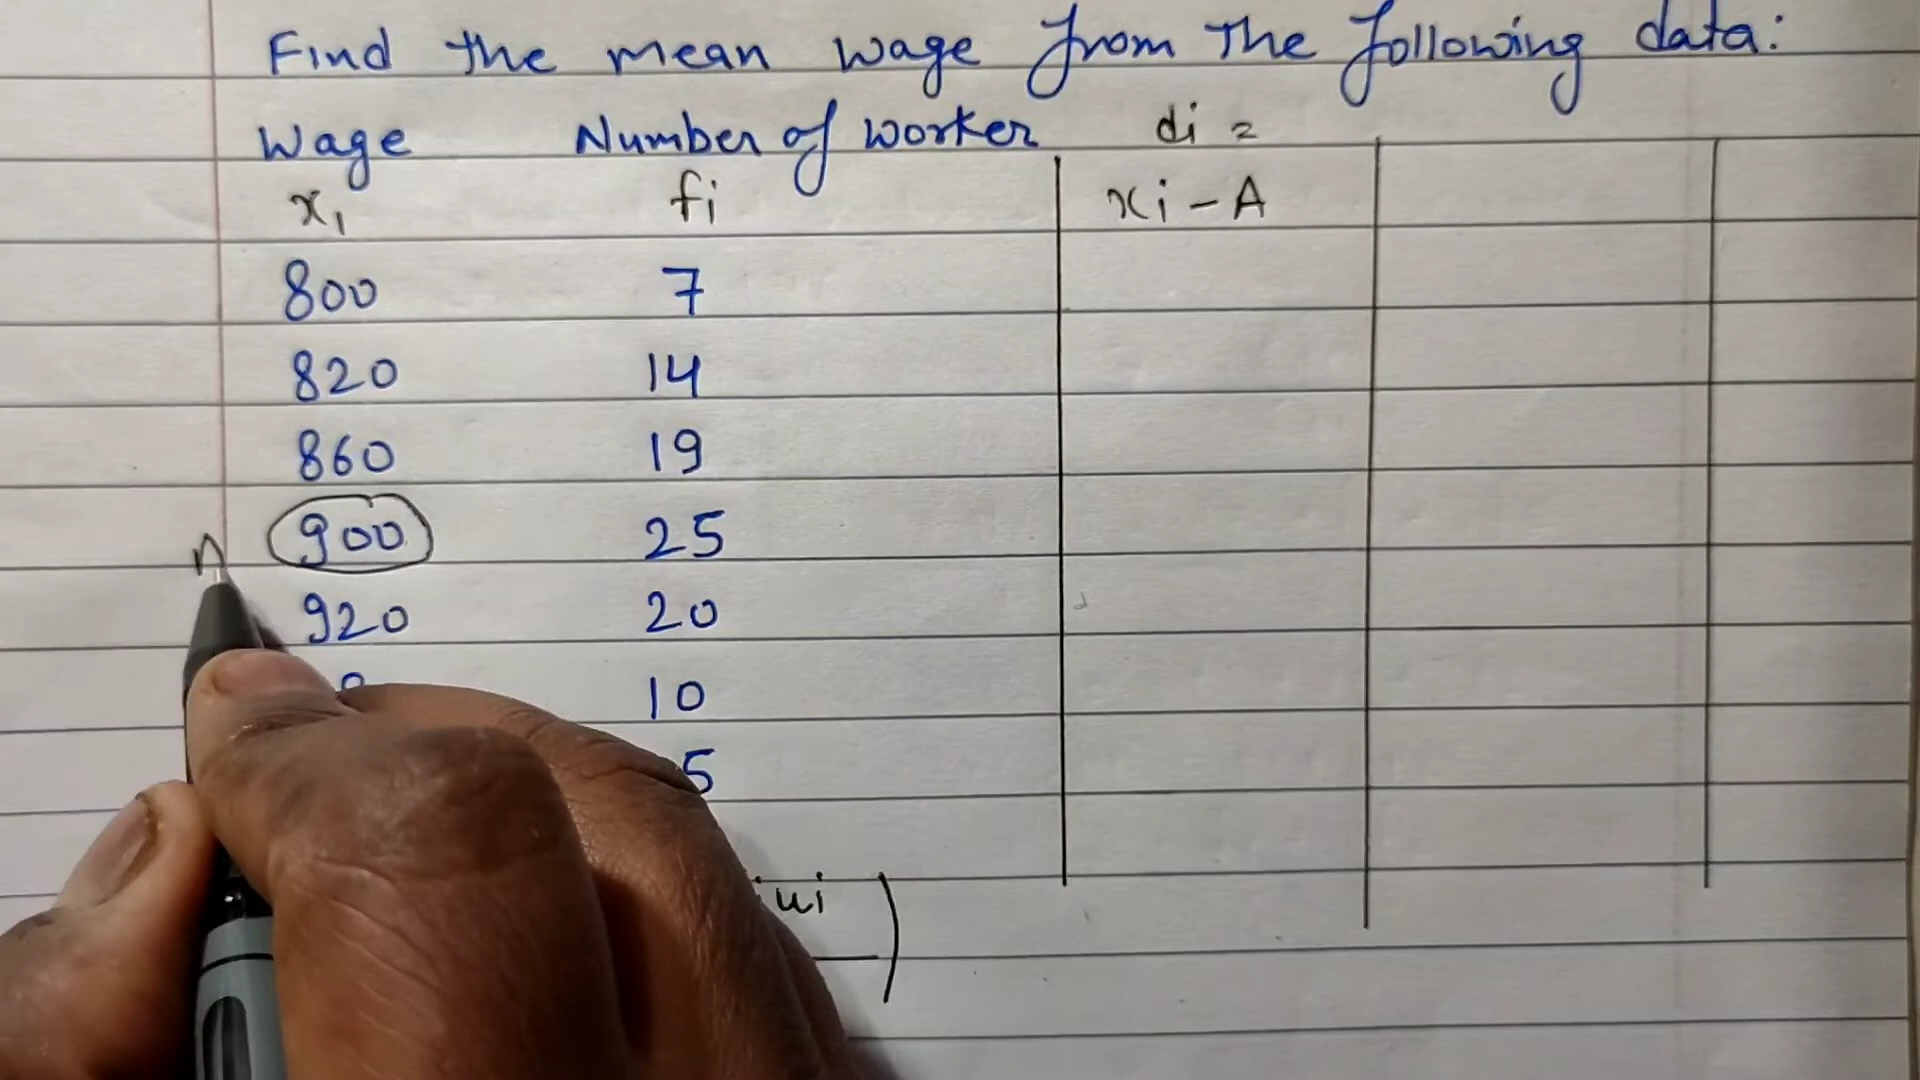 Find the mean wage from the following data:
Wage Number of worker di =
x1 fi xi - A
800 7
820 14
860 19
900 25
920 20
10
5
ui )